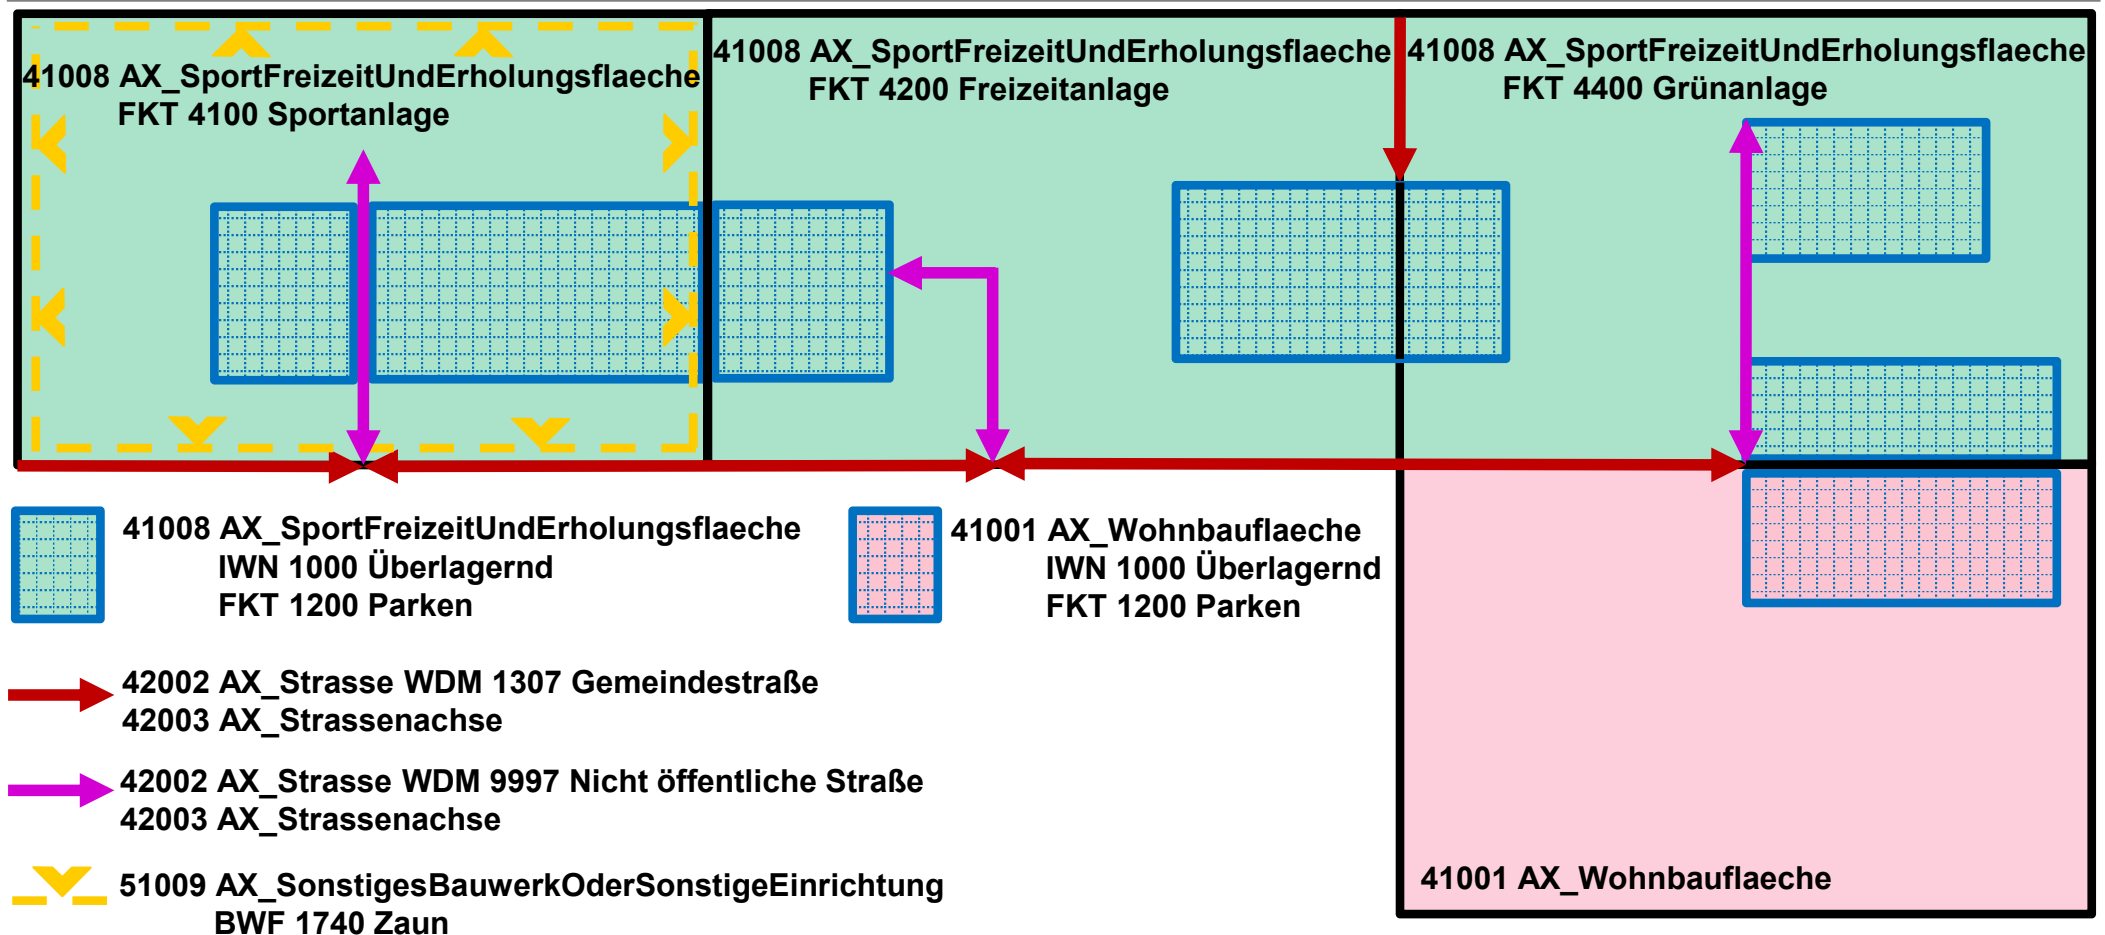 41008 AX_SportFreizeitUndErholungsflaeche
FKT 4100 Sportanlage
41008 AX_SportFreizeitUndErholungsflaeche
FKT 4200 Freizeitanlage
41008 AX_SportFreizeitUndErholungsflaeche
FKT 4400 Grünanlage
41008 AX_SportFreizeitUndErholungsflaeche
IWN 1000 Überlagernd
FKT 1200 Parken
41001 AX_Wohnbauflaeche
IWN 1000 Überlagernd
FKT 1200 Parken
42002 AX_Strasse WDM 1307 Gemeindestraße
42003 AX_Strassenachse
42002 AX_Strasse WDM 9997 Nicht öffentliche Straße
42003 AX_Strassenachse
51009 AX_SonstigesBauwerkOderSonstigeEinrichtung
BWF 1740 Zaun
41001 AX_Wohnbauflaeche